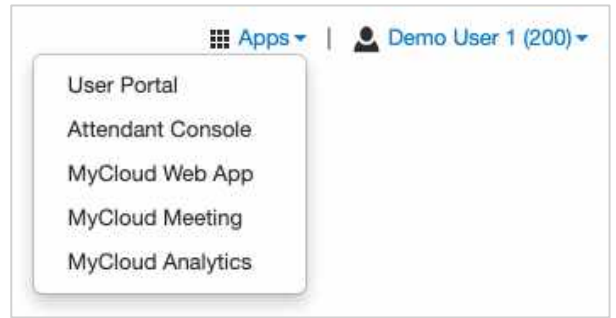 Apps | Demo User 1 (200)
User Portal
Attendant Console
MyCloud Web App
MyCloud Meeting
MyCloud Analytics